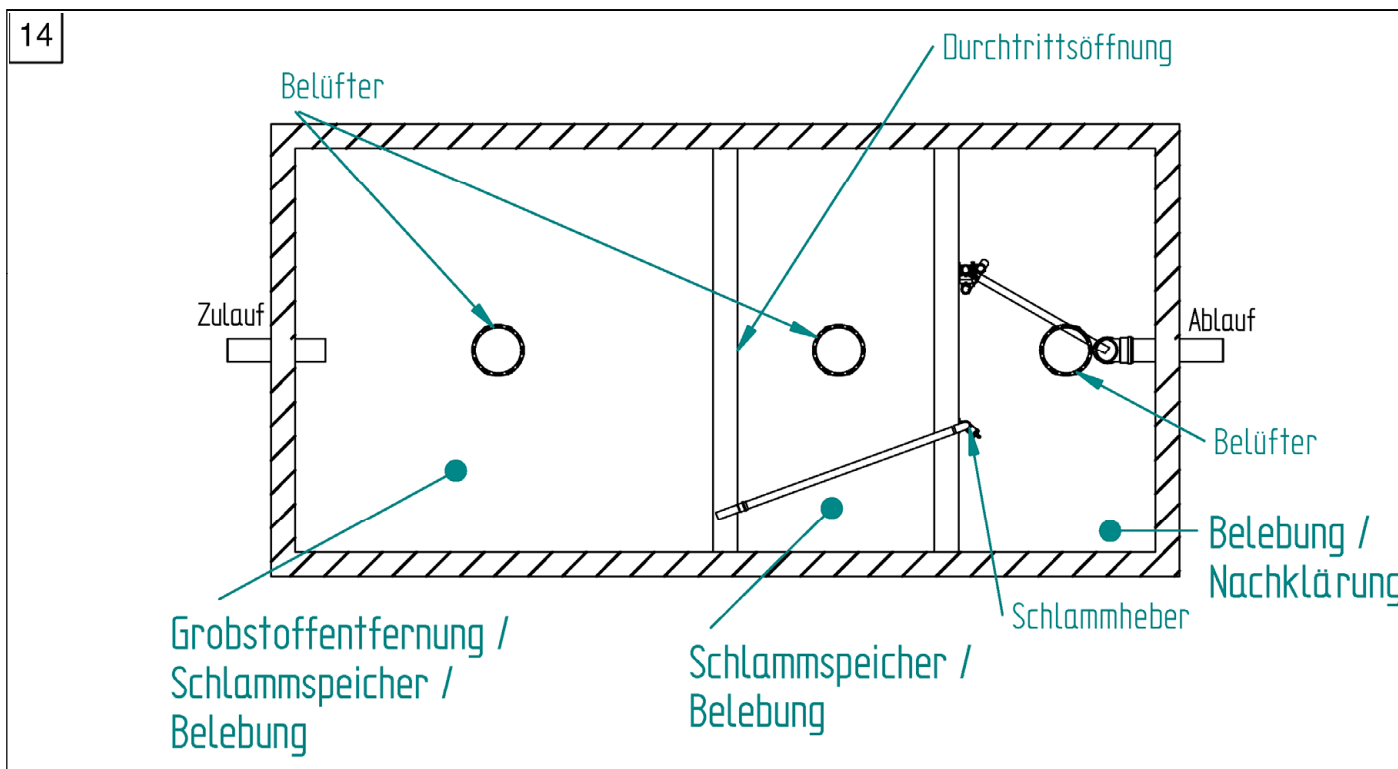 14
Durchtrittsöffnung
Belüfter
Zulauf
Ablauf
Belüfter
Belebung /
Nachklärung
Schlammheber
Grobstoffentfernung /
Schlammspeicher /
Belebung
Schlammspeicher /
Belebung